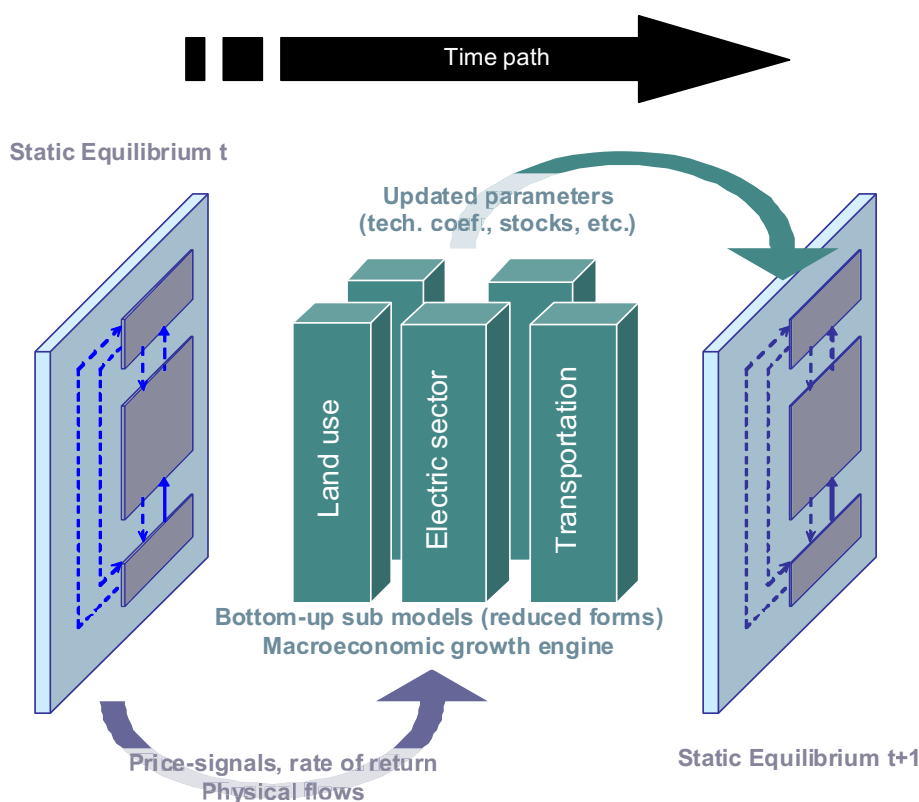 Time path
Static Equilibrium t
Updated parameters
(tech. coef., stocks, etc.)
Land use
Electric sector
Transportation
Bottom-up sub models (reduced forms)
Macroeconomic growth engine
Price-signals, rate of return
Physical flows
Static Equilibrium t+1